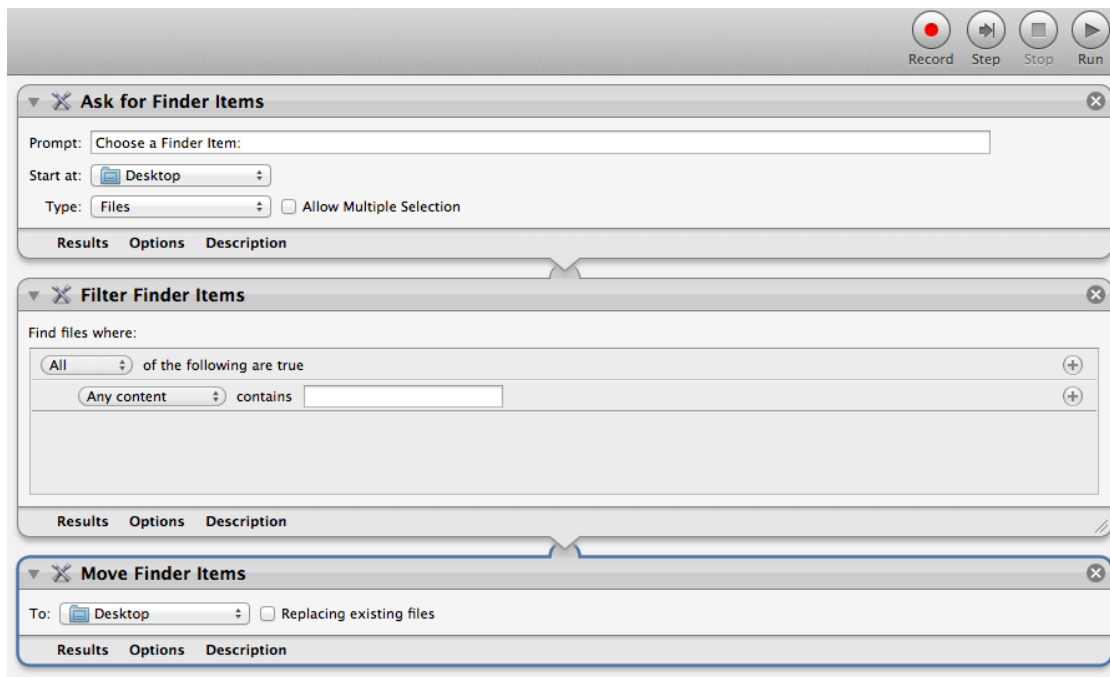 Record Step Stop Run
Ask for Finder Items
Prompt: Choose a Finder Item:
Start at: Desktop
Type: Files Allow Multiple Selection
Results Options Description
Filter Finder Items
Find files where:
All of the following are true
Any content contains
Results Options Description
Move Finder Items
To: Desktop Replacing existing files
Results Options Description